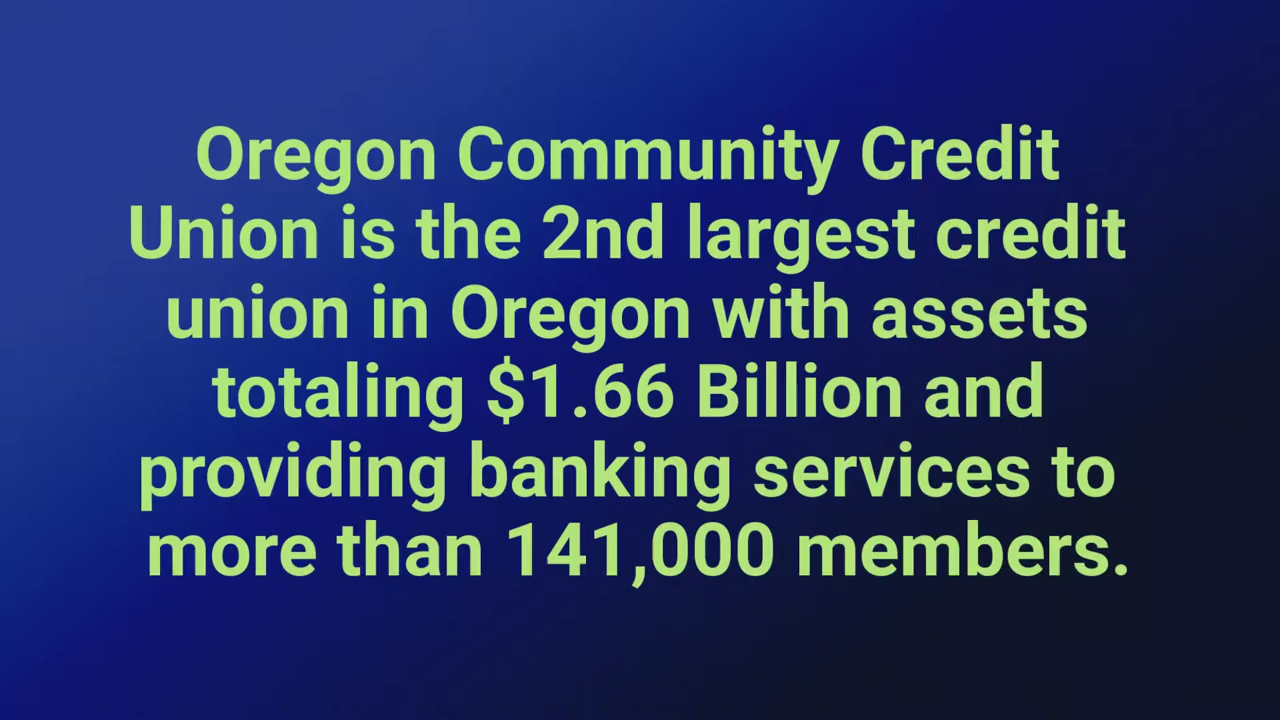 Oregon Community Credit
Union is the 2nd largest credit
union in Oregon with assets
totaling $1.66 Billion and
providing banking services to
more than 141,000 members.